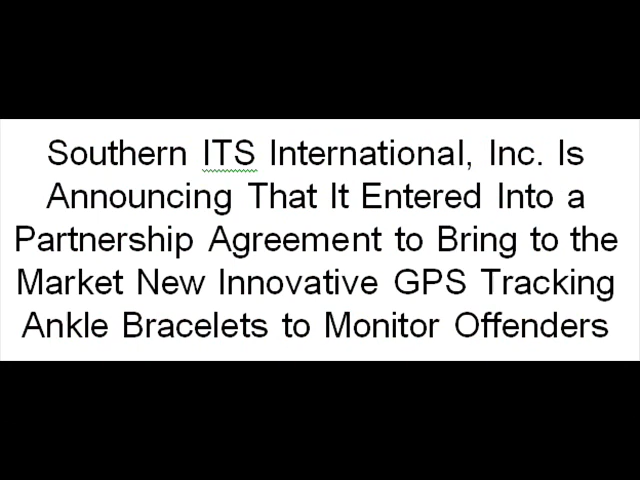 Southern ITS International, Inc. Is
Announcing That It Entered Into a
Partnership Agreement to Bring to the
Market New Innovative GPS Tracking
Ankle Bracelets to Monitor Offenders